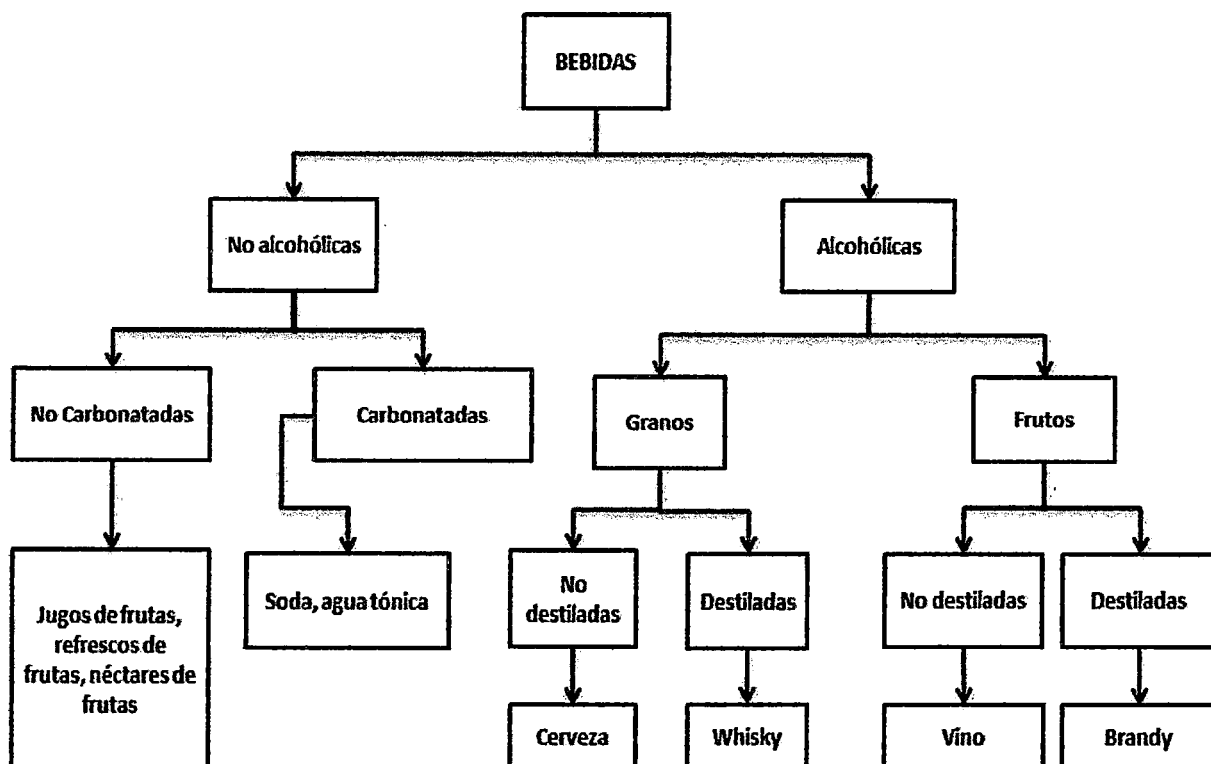 BEBIDAS
No alcohólicas
Alcohólicas
No Carbonatadas
Carbonatadas
Granos
Frutos
Jugos de frutas,
refrescos de
frutas, néctares de
frutas
Soda, agua tónica
No
destiladas
Destiladas
No destiladas
Destiladas
Cerveza
Whisky
Vino
Brandy